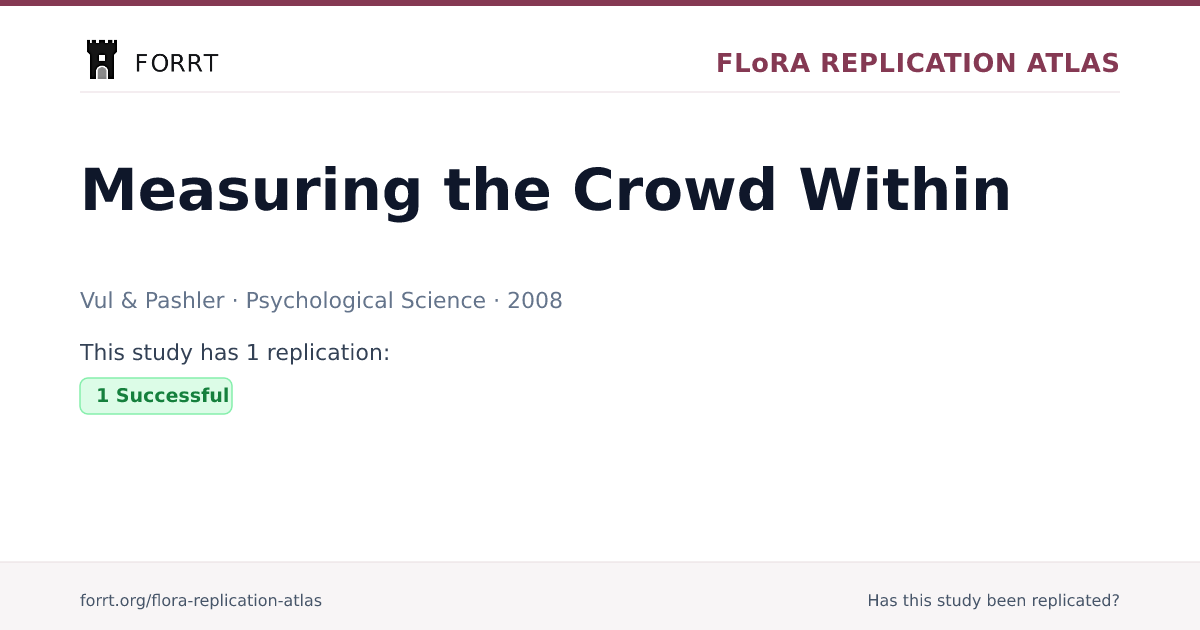 FORRT
FLoRA REPLICATION ATLAS
Measuring the Crowd Within
Vul & Pashler · Psychological Science · 2008
This study has 1 replication:
1 Successful
forrt.org/flora-replication-atlas
Has this study been replicated?